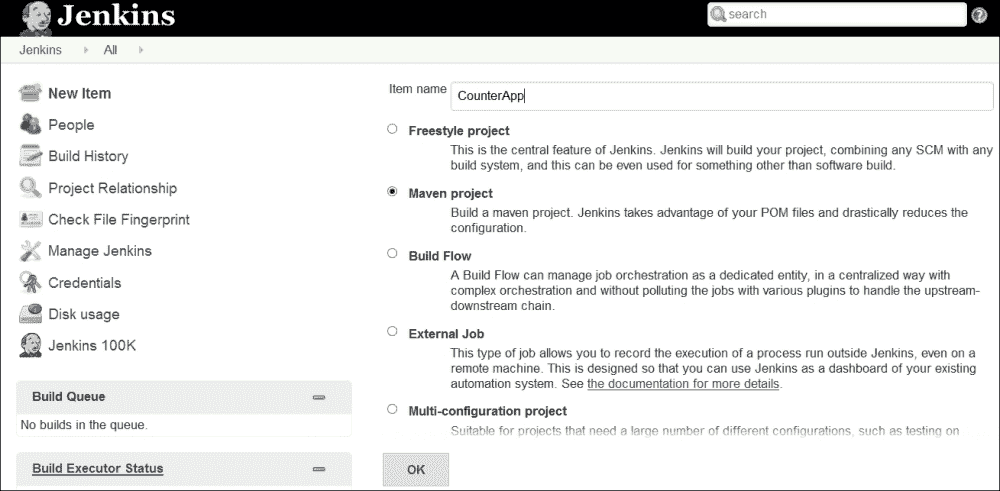 Jenkins
search
Jenkins
All
New Item
People
Build History
Project Relationship
Check File Fingerprint
Manage Jenkins
Credentials
Disk usage
Jenkins 100K
Build Queue
No builds in the queue.
Build Executor Status
Item name
CounterApp
Freestyle project
This is the central feature of Jenkins. Jenkins will build your project, combining any SCM with any
build system, and this can be even used for something other than software build.
Maven project
Build a maven project. Jenkins takes advantage of your POM files and drastically reduces the
configuration.
Build Flow
A Build Flow can manage job orchestration as a dedicated entity, in a centralized way with
complex orchestration and without polluting the jobs with various plugins to handle the upstream-
downstream chain.
External Job
This type of job allows you to record the execution of a process run outside Jenkins, even on a
remote machine. This is designed so that you can use Jenkins as a dashboard of your existing
automation system. See the documentation for more details.
Multi-configuration project
Suitable for projects that need a large number of different configurations, such as testing on
OK